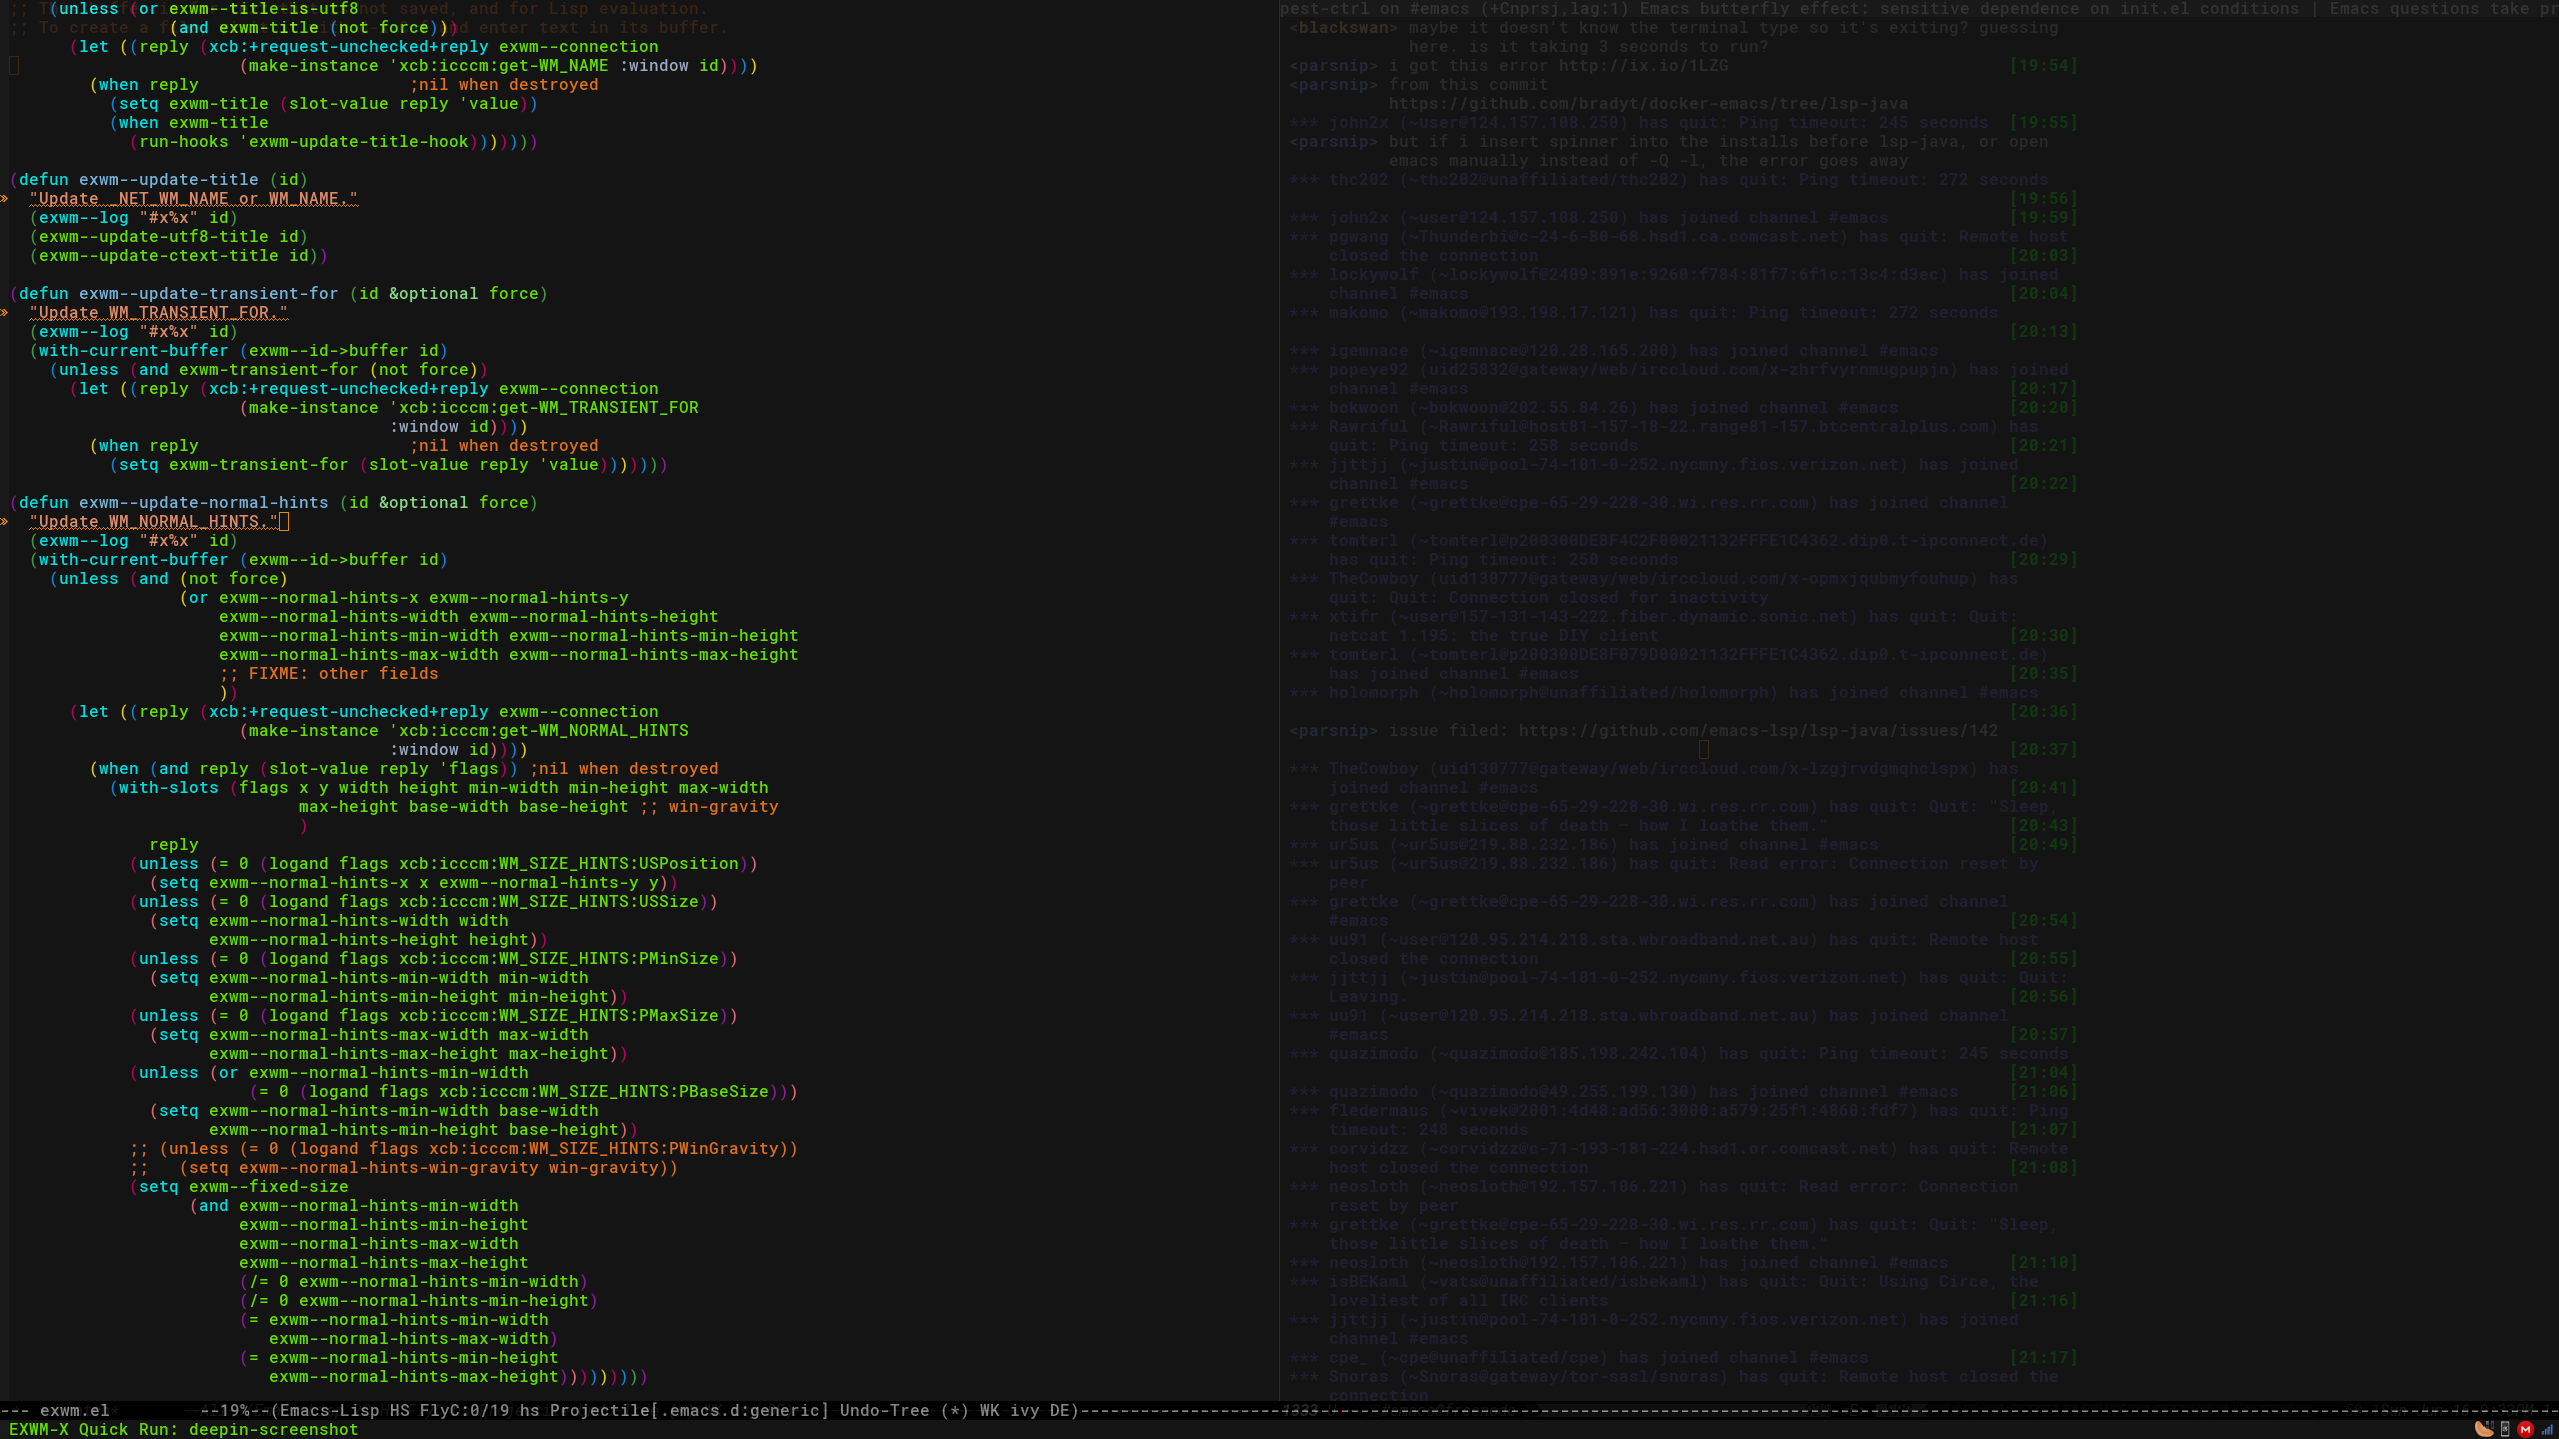 (unless (or exwm--title-is-utf8
(and exwm-title (not force)))
(let ((reply (xcb:+request-unchecked+reply exwm--connection
(make-instance 'xcb:icccm:get-WM_NAME :window id))))
(when reply ;nil when destroyed
(setq exwm-title (slot-value reply 'value))
(when exwm-title
(run-hooks 'exwm-update-title-hook)))))))
(defun exwm--update-title (id)
"Update _NET_WM_NAME or WM_NAME."
(exwm--log "#x%x" id)
(exwm--update-utf8-title id)
(exwm--update-ctext-title id))
(defun exwm--update-transient-for (id &optional force)
"Update WM_TRANSIENT_FOR."
(exwm--log "#x%x" id)
(with-current-buffer (exwm--id->buffer id)
(unless (and exwm-transient-for (not force))
(let ((reply (xcb:+request-unchecked+reply exwm--connection
(make-instance 'xcb:icccm:get-WM_TRANSIENT_FOR
:window id))))
(when reply ;nil when destroyed
(setq exwm-transient-for (slot-value reply 'value)))))))
(defun exwm--update-normal-hints (id &optional force)
"Update WM_NORMAL_HINTS."
(exwm--log "#x%x" id)
(with-current-buffer (exwm--id->buffer id)
(unless (and (not force)
(or exwm--normal-hints-x exwm--normal-hints-y
exwm--normal-hints-width exwm--normal-hints-height
exwm--normal-hints-min-width exwm--normal-hints-min-height
exwm--normal-hints-max-width exwm--normal-hints-max-height
;; FIXME: other fields
))
(let ((reply (xcb:+request-unchecked+reply exwm--connection
(make-instance 'xcb:icccm:get-WM_NORMAL_HINTS
:window id))))
(when (and reply (slot-value reply 'flags)) ;nil when destroyed
(with-slots (flags x y width height min-width min-height max-width
max-height base-width base-height ;; win-gravity
)
reply
(unless (= 0 (logand flags xcb:icccm:WM_SIZE_HINTS:USPosition))
(setq exwm--normal-hints-x x exwm--normal-hints-y y))
(unless (= 0 (logand flags xcb:icccm:WM_SIZE_HINTS:USSize))
(setq exwm--normal-hints-width width
exwm--normal-hints-height height))
(unless (= 0 (logand flags xcb:icccm:WM_SIZE_HINTS:PMinSize))
(setq exwm--normal-hints-min-width min-width
exwm--normal-hints-min-height min-height))
(unless (= 0 (logand flags xcb:icccm:WM_SIZE_HINTS:PMaxSize))
(setq exwm--normal-hints-max-width max-width
exwm--normal-hints-max-height max-height))
(unless (or exwm--normal-hints-min-width
(= 0 (logand flags xcb:icccm:WM_SIZE_HINTS:PBaseSize)))
(setq exwm--normal-hints-min-width base-width
exwm--normal-hints-min-height base-height))
;; (unless (= 0 (logand flags xcb:icccm:WM_SIZE_HINTS:PWinGravity))
;;   (setq exwm--normal-hints-win-gravity win-gravity))
(setq exwm--fixed-size
(and exwm--normal-hints-min-width
exwm--normal-hints-min-height
exwm--normal-hints-max-width
exwm--normal-hints-max-height
(/= 0 exwm--normal-hints-min-width)
(/= 0 exwm--normal-hints-min-height)
(= exwm--normal-hints-min-width
exwm--normal-hints-max-width)
(= exwm--normal-hints-min-height
exwm--normal-hints-max-height)))))))))
--- exwm.el --19%--(Emacs-Lisp HS FlyC:0/19 hs Projectile[.emacs.d:generic] Undo-Tree (*) WK ivy DE)
EXWM-X Quick Run: deepin-screenshot
pest-ctrl on #emacs (+Cnprsj,lag:1) Emacs butterfly effect: sensitive dependence on init.el conditions | Emacs questions take pr
<blackswan> maybe it doesn't know the terminal type so it's exiting? guessing
here. is it taking 3 seconds to run?
<parsnip> i got this error http://ix.io/1LZG [19:54]
<parsnip> from this commit
https://github.com/bradyt/docker-emacs/tree/lsp-java
*** john2x (~user@124.157.108.250) has quit: Ping timeout: 245 seconds [19:55]
<parsnip> but if i insert spinner into the installs before lsp-java, or open
emacs manually instead of -Q -l, the error goes away
*** thc202 (~thc202@unaffiliated/thc202) has quit: Ping timeout: 272 seconds
[19:56]
*** john2x (~user@124.157.108.250) has joined channel #emacs [19:59]
*** pgwang (~Thunderbi@c-24-6-80-68.hsd1.ca.comcast.net) has quit: Remote host
closed the connection [20:03]
*** lockywolf (~lockywolf@2409:891e:9260:f784:81f7:6f1c:13c4:d3ec) has joined
channel #emacs [20:04]
*** makomo (~makomo@193.198.17.121) has quit: Ping timeout: 272 seconds
[20:13]
*** igemnace (~igemnace@120.28.165.200) has joined channel #emacs
*** popeye92 (uid25832@gateway/web/irccloud.com/x-zhrfvyrnmugpupjn) has joined
channel #emacs [20:17]
*** bokwoon (~bokwoon@202.55.84.26) has joined channel #emacs [20:20]
*** Rawriful (~Rawriful@host81-157-18-22.range81-157.btcentralplus.com) has
quit: Ping timeout: 258 seconds [20:21]
*** jjttjj (~justin@pool-74-101-0-252.nycmny.fios.verizon.net) has joined
channel #emacs [20:22]
*** grettke (~grettke@cpe-65-29-228-30.wi.res.rr.com) has joined channel
#emacs
*** tomterl (~tomterl@p200300DE8F4C2F00021132FFFE1C4362.dip0.t-ipconnect.de)
has quit: Ping timeout: 250 seconds [20:29]
*** TheCowboy (uid130777@gateway/web/irccloud.com/x-opmxjqubmyfouhup) has
quit: Quit: Connection closed for inactivity
*** xtifr (~user@157-131-143-222.fiber.dynamic.sonic.net) has quit: Quit:
netcat 1.195: the true DIY client [20:30]
*** tomterl (~tomterl@p200300DE8F079D00021132FFFE1C4362.dip0.t-ipconnect.de)
has joined channel #emacs [20:35]
*** holomorph (~holomorph@unaffiliated/holomorph) has joined channel #emacs
[20:36]
<parsnip> issue filed: https://github.com/emacs-lsp/lsp-java/issues/142
[20:37]
*** TheCowboy (uid130777@gateway/web/irccloud.com/x-lzgjrvdgmqhclspx) has
joined channel #emacs [20:41]
*** grettke (~grettke@cpe-65-29-228-30.wi.res.rr.com) has quit: Quit: "Sleep,
those little slices of death — how I loathe them." [20:43]
*** ur5us (~ur5us@219.88.232.186) has joined channel #emacs [20:49]
*** ur5us (~ur5us@219.88.232.186) has quit: Read error: Connection reset by
peer
*** grettke (~grettke@cpe-65-29-228-30.wi.res.rr.com) has joined channel
#emacs [20:54]
*** uu91 (~user@120.95.214.218.sta.wbroadband.net.au) has quit: Remote host
closed the connection [20:55]
*** jjttjj (~justin@pool-74-101-0-252.nycmny.fios.verizon.net) has quit: Quit:
Leaving. [20:56]
*** uu91 (~user@120.95.214.218.sta.wbroadband.net.au) has joined channel
#emacs [20:57]
*** quazimodo (~quazimodo@185.198.242.104) has quit: Ping timeout: 245 seconds
[21:04]
*** quazimodo (~quazimodo@49.255.199.130) has joined channel #emacs [21:06]
*** fledermaus (~vivek@2001:4d48:ad56:3000:a579:25f1:4860:fdf7) has quit: Ping
timeout: 248 seconds [21:07]
*** corvidzz (~corvidzz@c-71-193-181-224.hsd1.or.comcast.net) has quit: Remote
host closed the connection [21:08]
*** neosloth (~neosloth@192.157.106.221) has quit: Read error: Connection
reset by peer
*** grettke (~grettke@cpe-65-29-228-30.wi.res.rr.com) has quit: Quit: "Sleep,
those little slices of death — how I loathe them."
*** neosloth (~neosloth@192.157.106.221) has joined channel #emacs [21:10]
*** isBEKaml (~vats@unaffiliated/isbekaml) has quit: Quit: Using Circe, the
loveliest of all IRC clients [21:16]
*** jjttjj (~justin@pool-74-101-0-252.nycmny.fios.verizon.net) has joined
channel #emacs
*** cpe_ (~cpe@unaffiliated/cpe) has joined channel #emacs [21:17]
*** Snoras (~Snoras@gateway/tor-sasl/snoras) has quit: Remote host closed the
connection